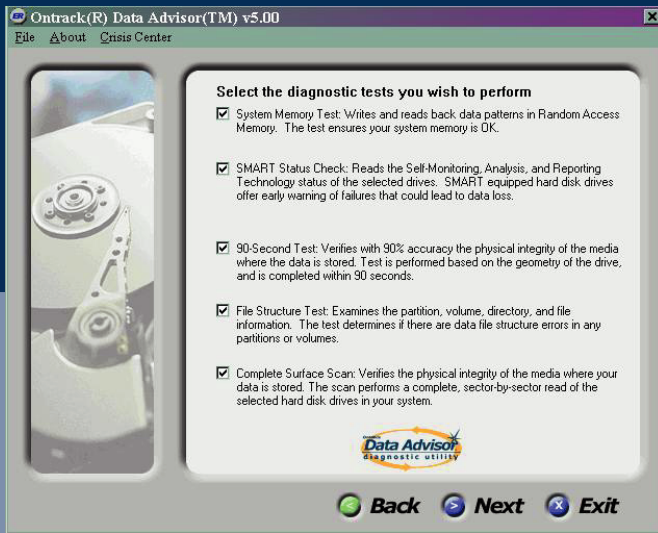 Ontrack(R) Data Advisor(TM) v5.00
File About Crisis Center
Select the diagnostic tests you wish to perform
System Memory Test: Writes and reads back data patterns in Random Access
Memory. The test ensures your system memory is OK.
SMART Status Check: Reads the Self-Monitoring, Analysis, and Reporting
Technology status of the selected drives. SMART equipped hard disk drives
offer early warning of failures that could lead to data loss.
90-Second Test: Verifies with 90% accuracy the physical integrity of the media
where the data is stored. Test is performed based on the geometry of the drive,
and is completed within 90 seconds.
File Structure Test: Examines the partition, volume, directory, and file
information. The test determines if there are data file structure errors in any
partitions or volumes.
Complete Surface Scan: Verifies the physical integrity of the media where your
data is stored. The scan performs a complete, sector-by-sector read of the
selected hard disk drives in your system.
Data Advisor
diagnostic utility
Back Next Exit